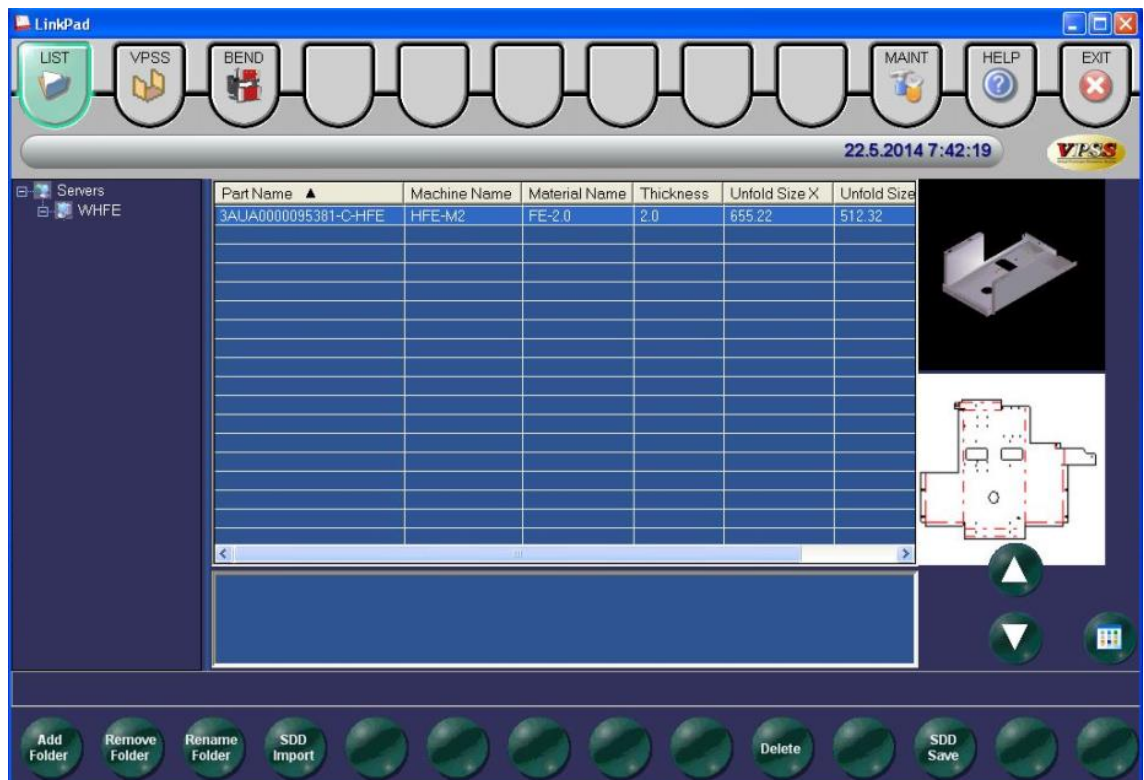 LinkPad
LIST VPSS BEND MAINT HELP EXIT
22.5.2014 7:42:19
VPSS
Servers
WHFE
Part Name ▲ Machine Name Material Name Thickness Unfold Size X Unfold Size
3AUA0000095381-C-HFE HFE-M2 FE-2.0 2.0 655.22 512.32
Add Folder Remove Folder Rename Folder SDD Import Delete SDD Save